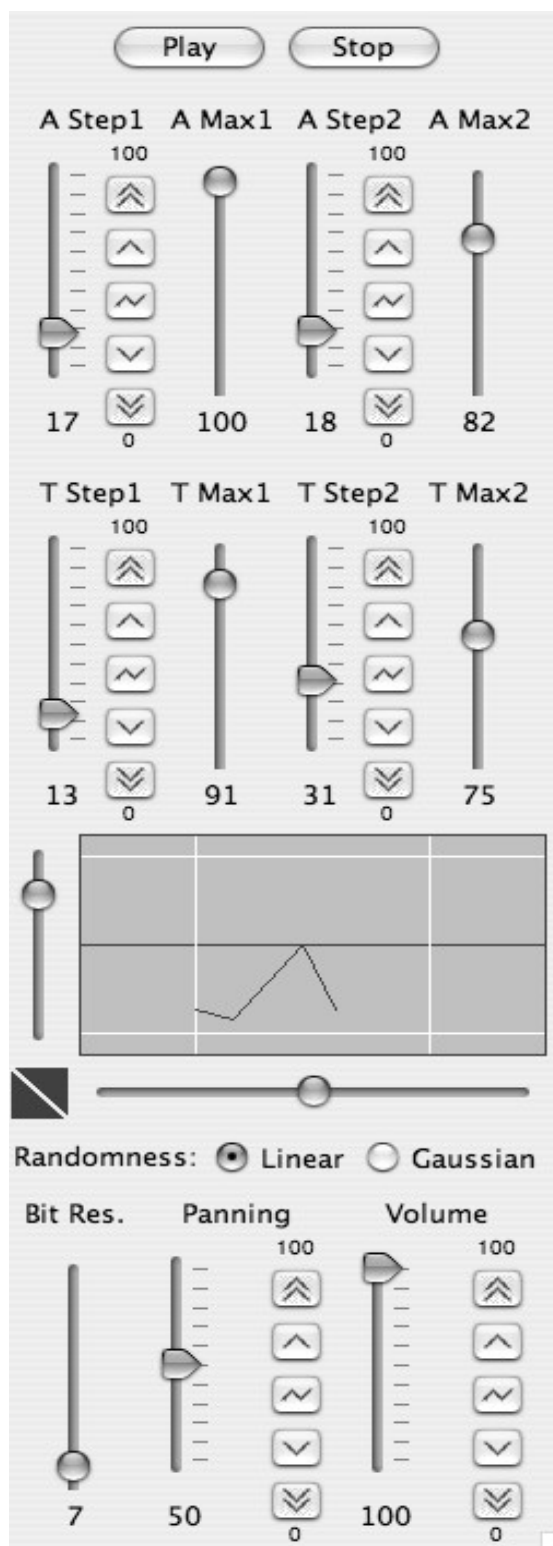 Play Stop
A Step1 A Max1 A Step2 A Max2
100 100
17 100 18 82
0 0
T Step1 T Max1 T Step2 T Max2
100 100
13 91 31 75
0 0
Randomness: Linear Gaussian
Bit Res. Panning Volume
100 100
7 50 100
0 0